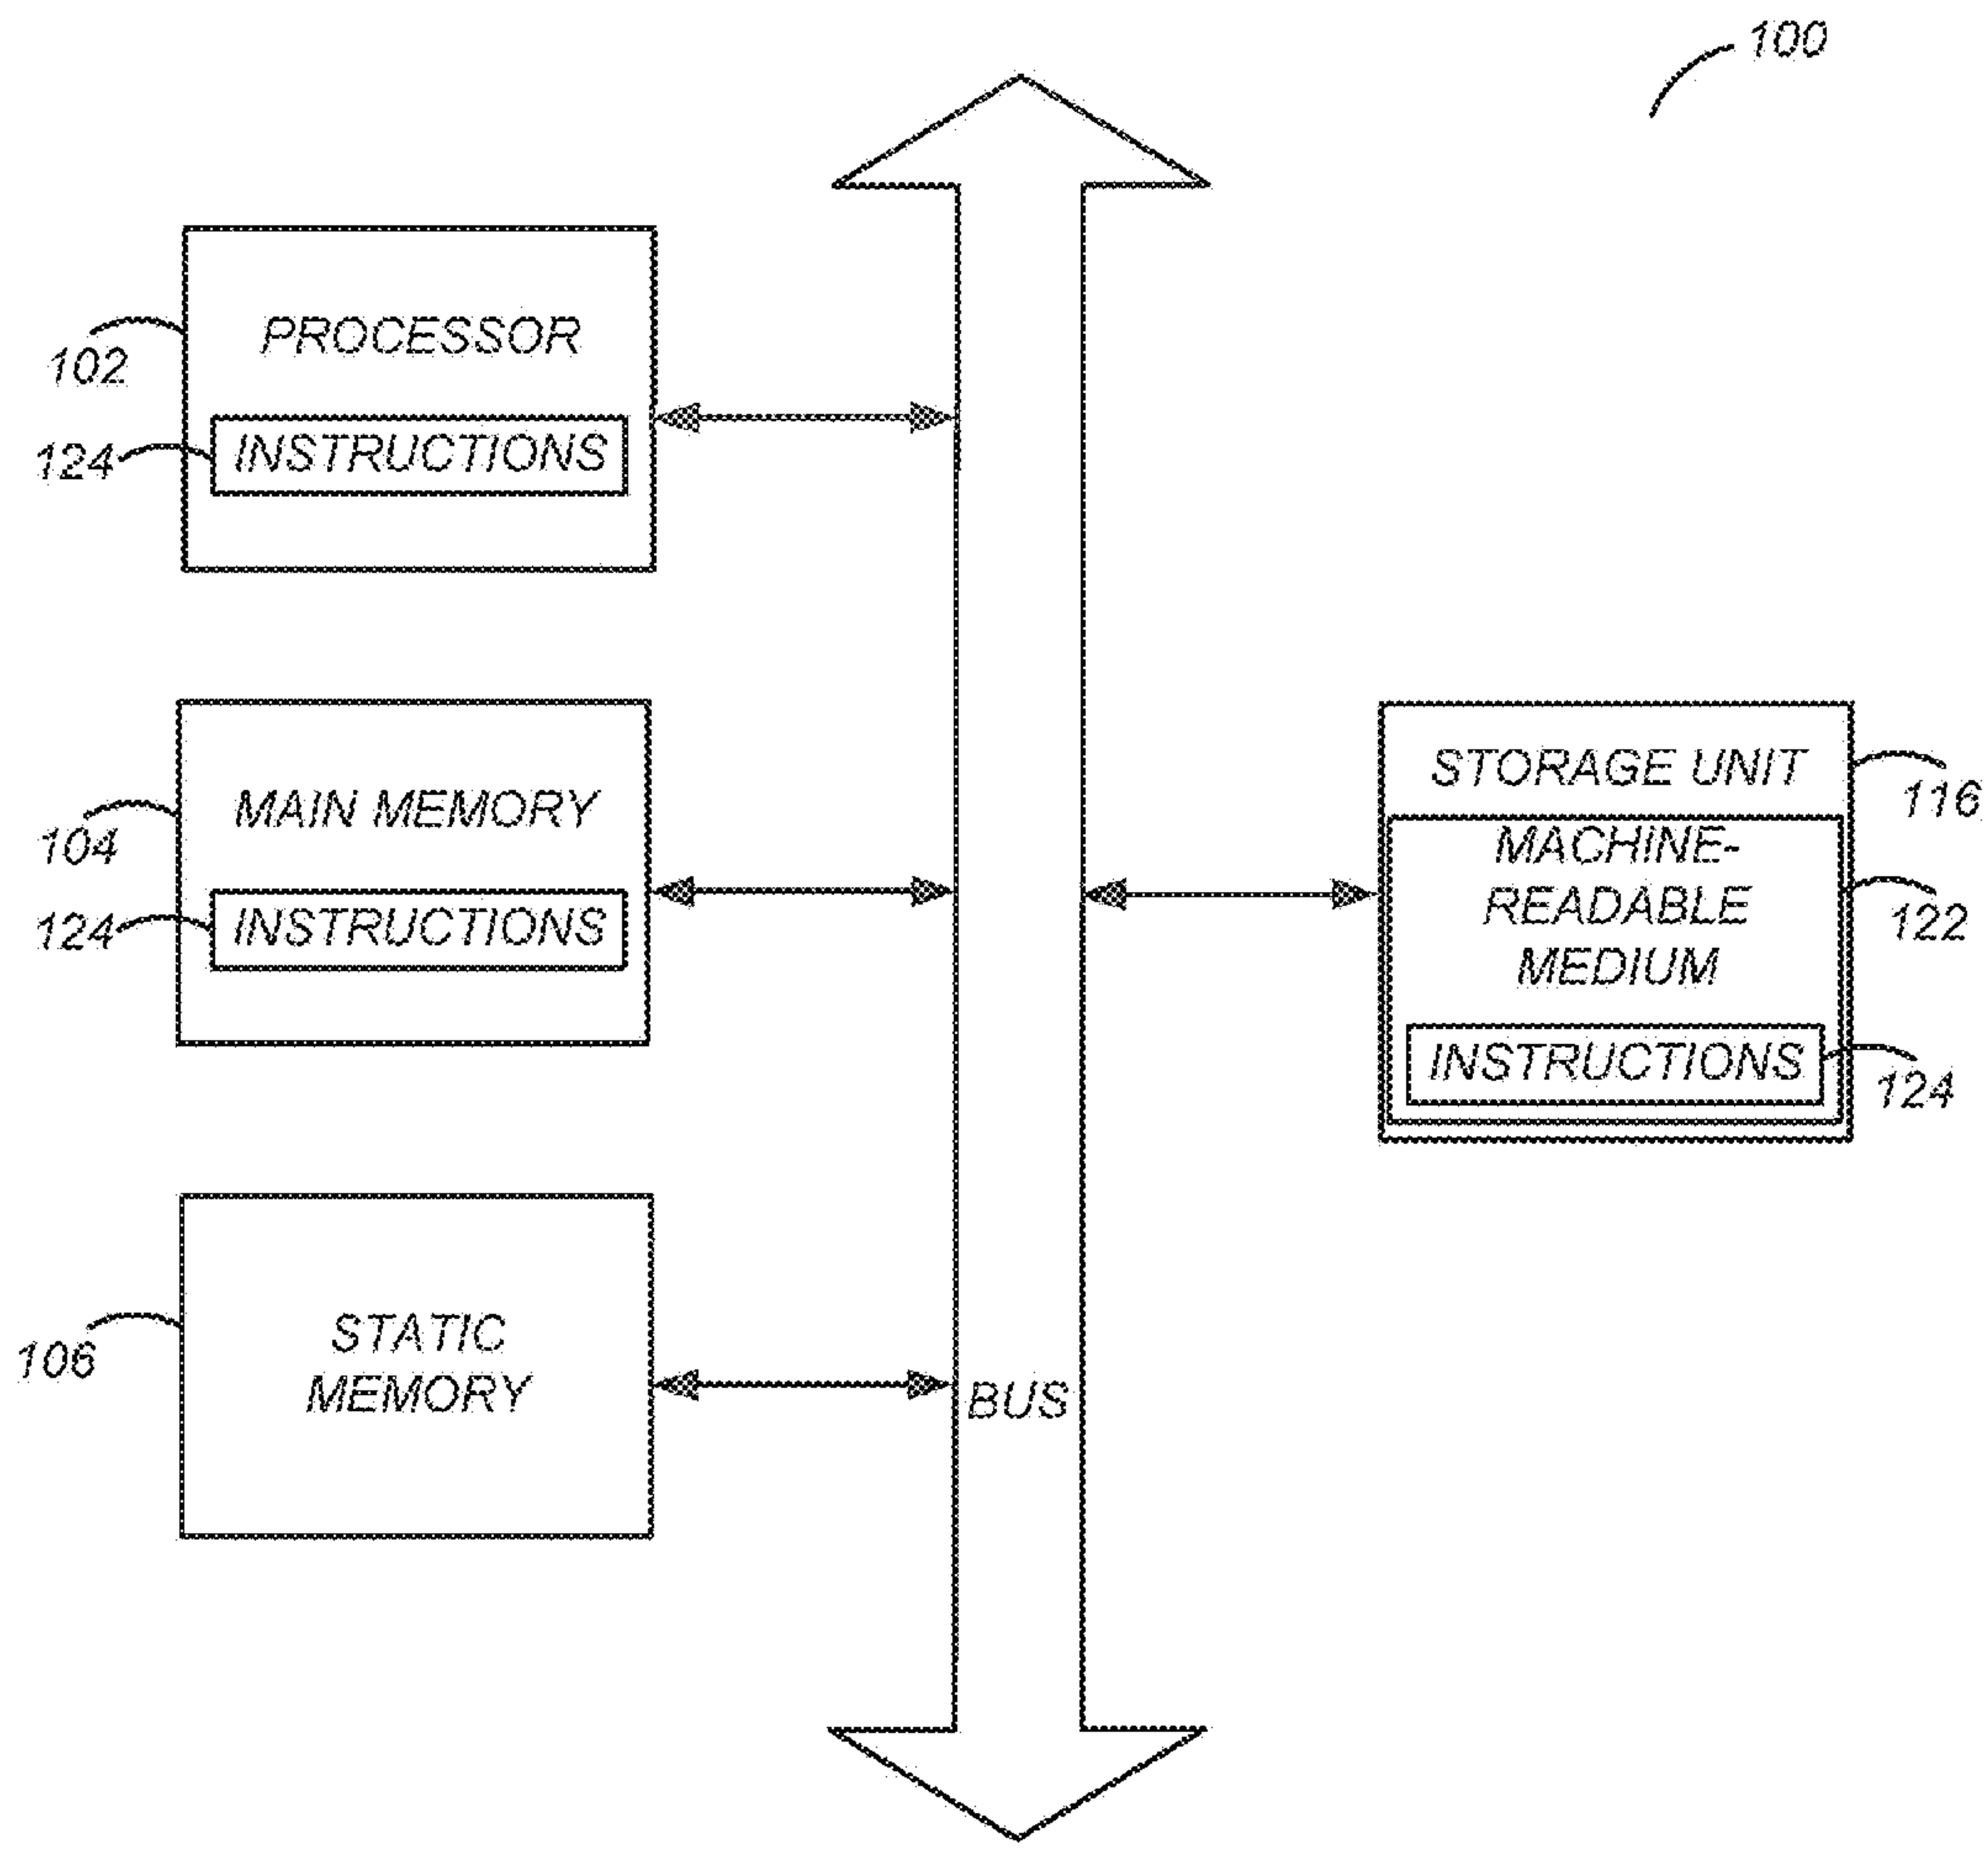 100
PROCESSOR
102
INSTRUCTIONS
124
MAIN MEMORY
104
INSTRUCTIONS
124
STATIC
MEMORY
106
BUS
STORAGE UNIT
116
MACHINE-
READABLE
MEDIUM
122
INSTRUCTIONS
124